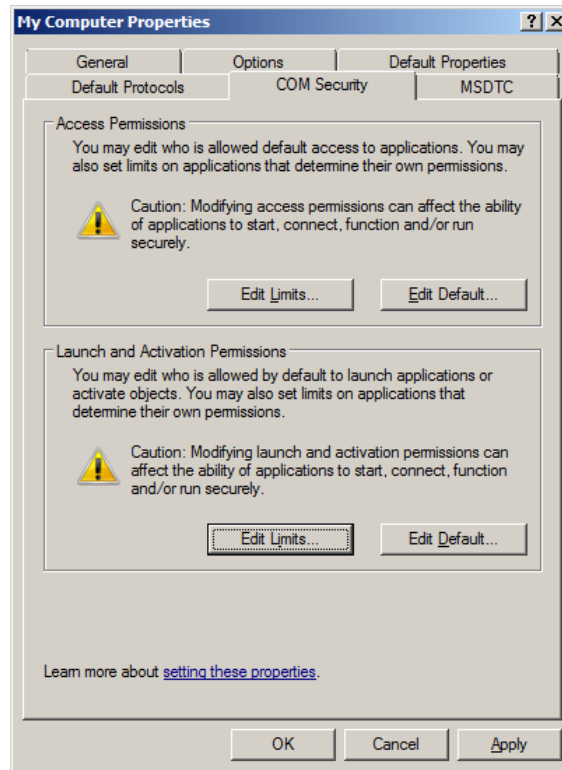 My Computer Properties
General Options Default Properties
Default Protocols COM Security MSDTC
Access Permissions
You may edit who is allowed default access to applications. You may
also set limits on applications that determine their own permissions.
Caution: Modifying access permissions can affect the ability
of applications to start, connect, function and/or run
securely.
Edit Limits... Edit Default...
Launch and Activation Permissions
You may edit who is allowed by default to launch applications or
activate objects. You may also set limits on applications that
determine their own permissions.
Caution: Modifying launch and activation permissions can
affect the ability of applications to start, connect, function
and/or run securely.
Edit Limits... Edit Default...
Learn more about setting these properties.
OK Cancel Apply